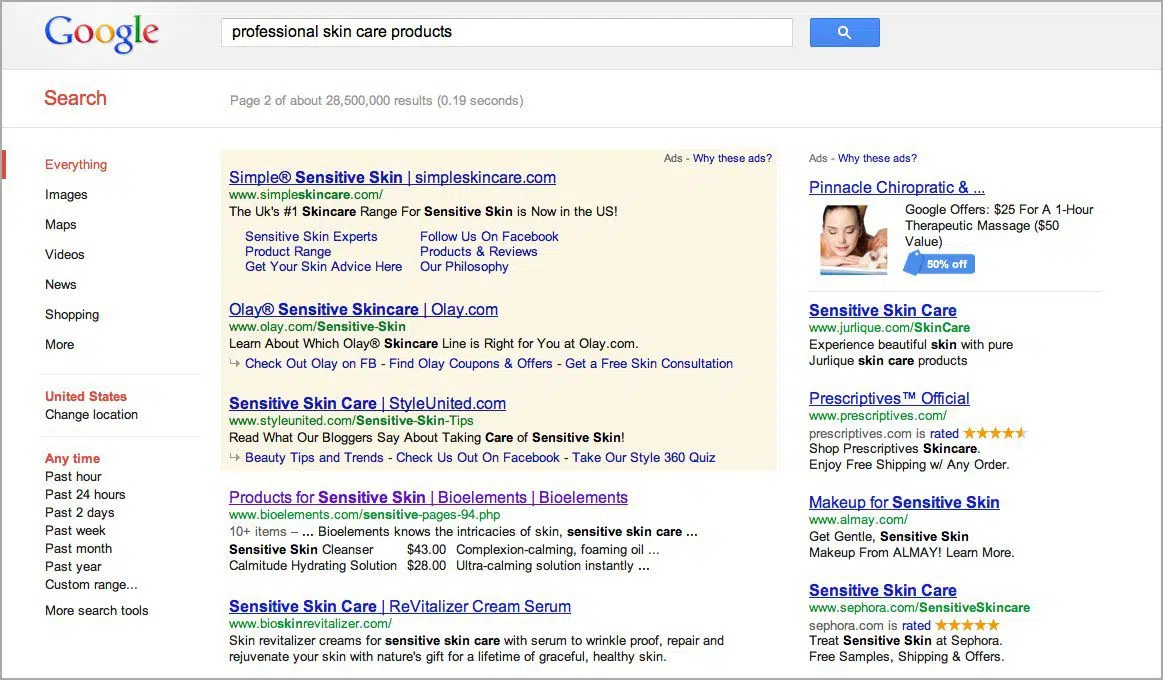 Google
professional skin care products
Search
Page 2 of about 28,500,000 results (0.19 seconds)
Everything
Images
Maps
Videos
News
Shopping
More
United States
Change location
Any time
Past hour
Past 24 hours
Past 2 days
Past week
Past month
Past year
Custom range...
More search tools
Ads - Why these ads?
Simple® Sensitive Skin | simpleskincare.com
www.simpleskincare.com/
The Uk's #1 Skincare Range For Sensitive Skin is Now in the US!
Sensitive Skin Experts Follow Us On Facebook
Product Range Products & Reviews
Get Your Skin Advice Here Our Philosophy
Olay® Sensitive Skincare | Olay.com
www.olay.com/Sensitive-Skin
Learn About Which Olay® Skincare Line is Right for You at Olay.com.
Check Out Olay on FB - Find Olay Coupons & Offers - Get a Free Skin Consultation
Sensitive Skin Care | StyleUnited.com
www.styleunited.com/Sensitive-Skin-Tips
Read What Our Bloggers Say About Taking Care of Sensitive Skin!
Beauty Tips and Trends - Check Us Out On Facebook - Take Our Style 360 Quiz
Products for Sensitive Skin | Bioelements | Bioelements
www.bioelements.com/sensitive-pages-94.php
10+ items – ... Bioelements knows the intricacies of skin, sensitive skin care ...
Sensitive Skin Cleanser $43.00 Complexion-calming, foaming oil ...
Calmitude Hydrating Solution $28.00 Ultra-calming solution instantly ...
Sensitive Skin Care | ReVitalizer Cream Serum
www.bioskinrevitalizer.com/
Skin revitalizer creams for sensitive skin care with serum to wrinkle proof, repair and
rejuvenate your skin with nature's gift for a lifetime of graceful, healthy skin.
Ads - Why these ads?
Pinnacle Chiropratic & ...
Google Offers: $25 For A 1-Hour
Therapeutic Massage ($50
Value)
50% off
Sensitive Skin Care
www.jurlique.com/SkinCare
Experience beautiful skin with pure
Jurlique skin care products
Prescriptives™ Official
www.prescriptives.com/
prescriptives.com is rated
Shop Prescriptives Skincare.
Enjoy Free Shipping w/ Any Order.
Makeup for Sensitive Skin
www.almay.com/
Get Gentle, Sensitive Skin
Makeup From ALMAY! Learn More.
Sensitive Skin Care
www.sephora.com/SensitiveSkincare
sephora.com is rated
Treat Sensitive Skin at Sephora.
Free Samples, Shipping & Offers.